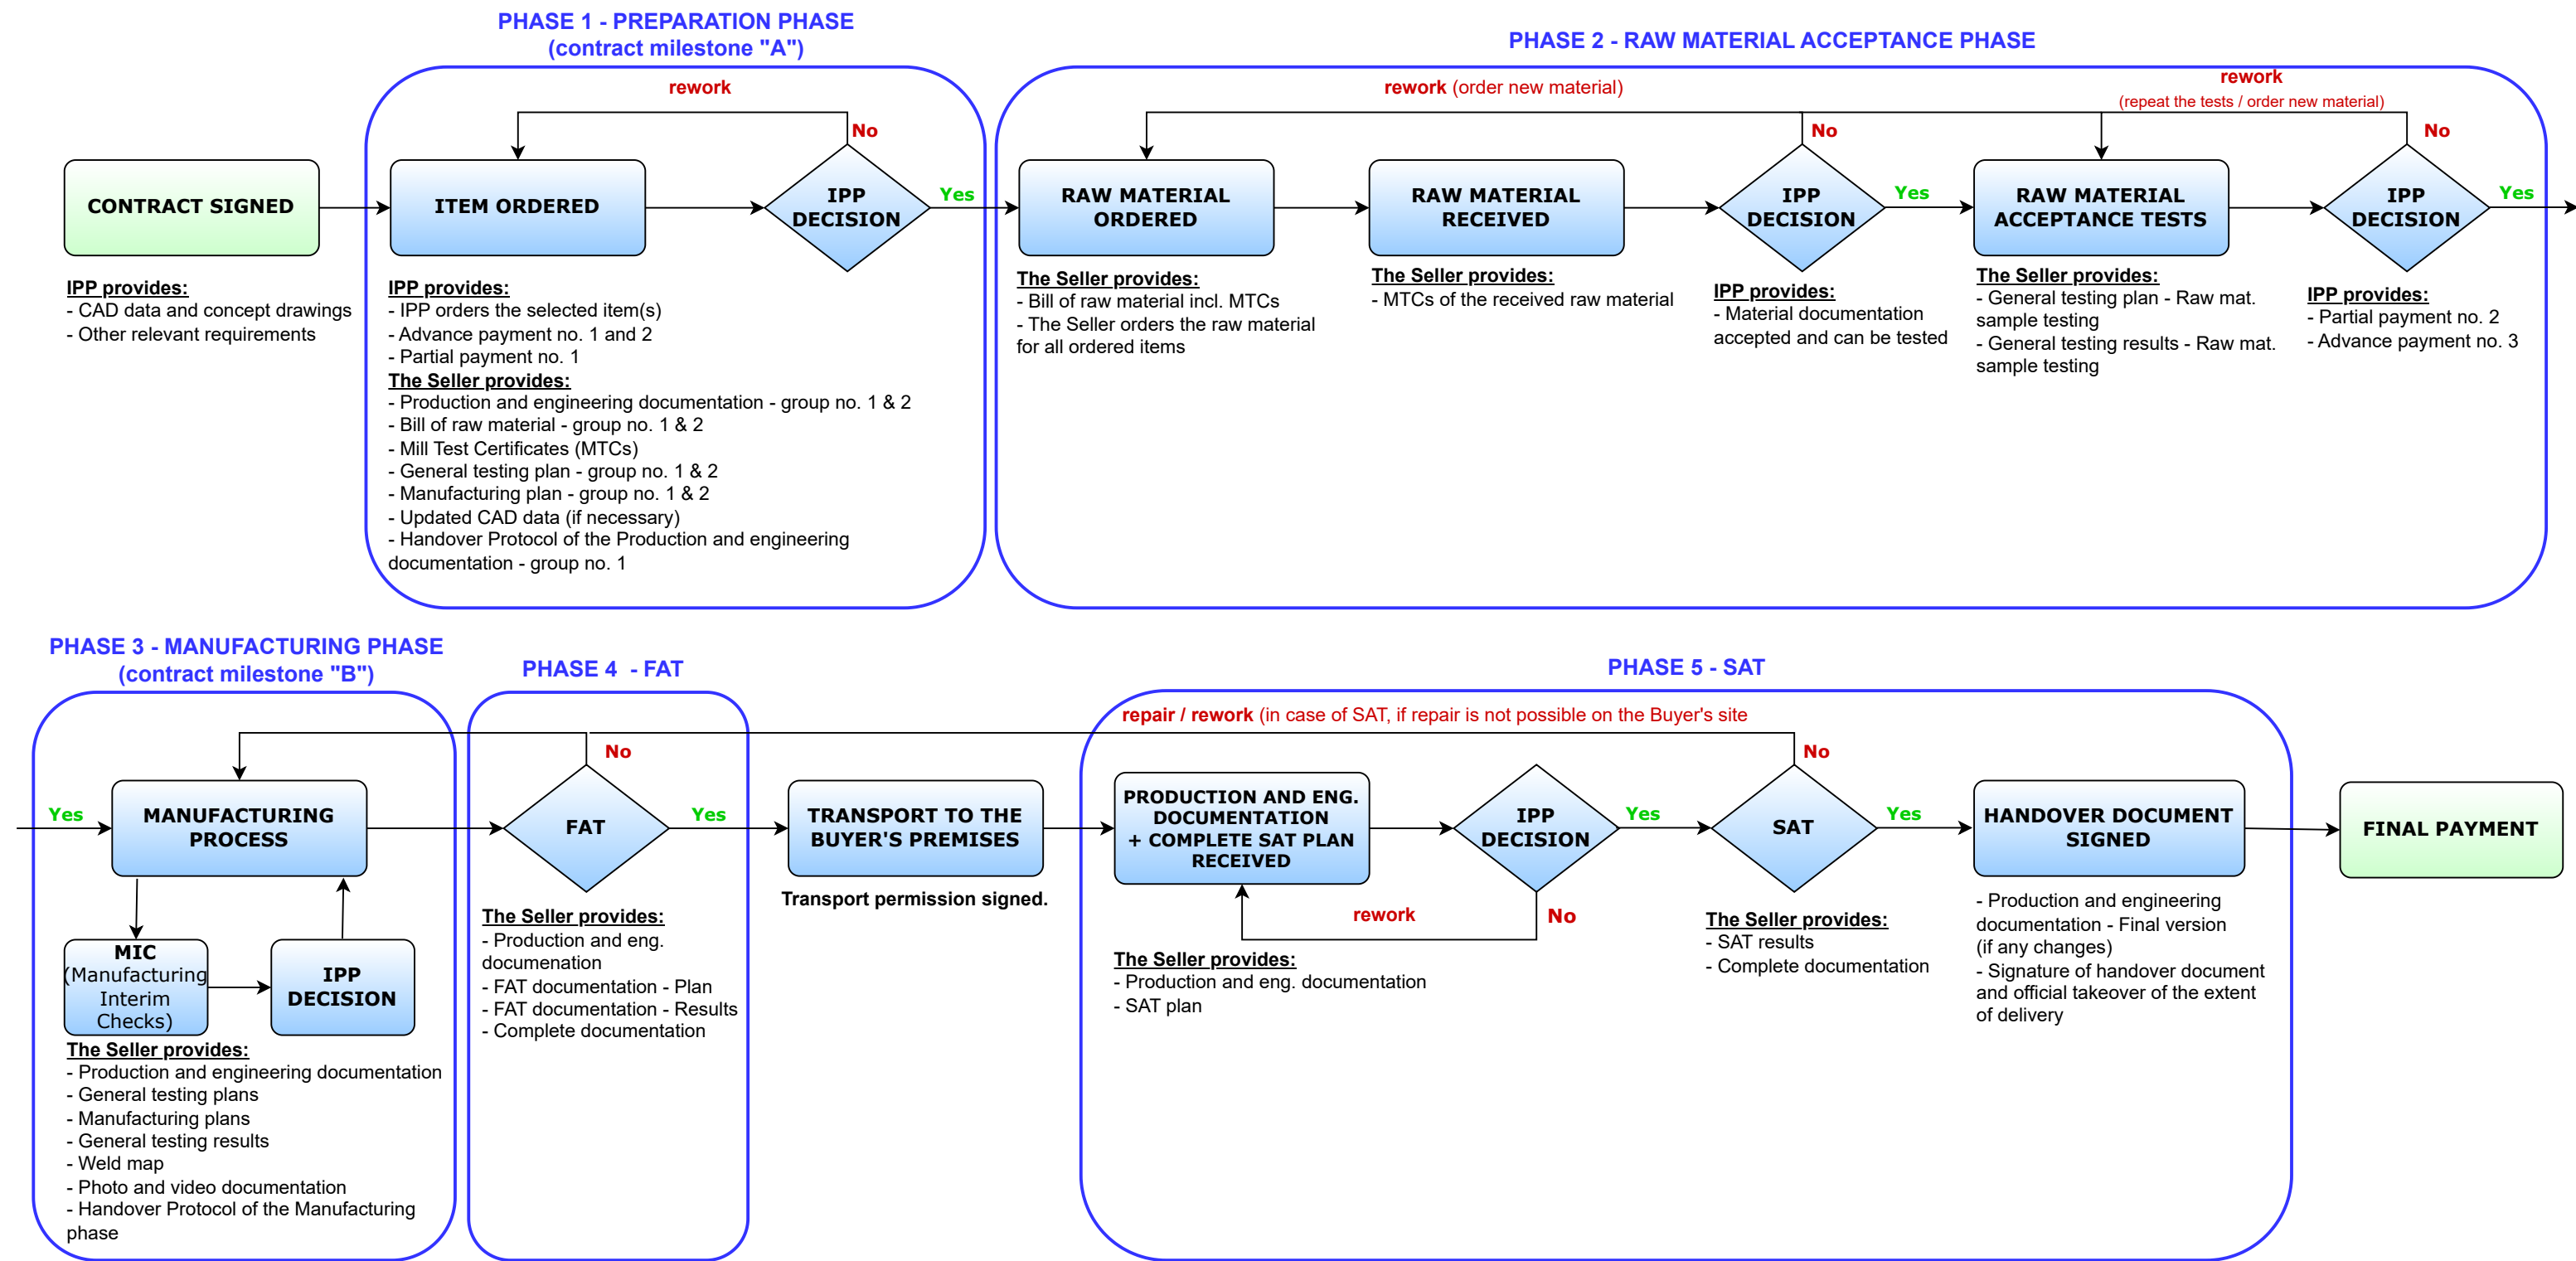 PHASE 1 - PREPARATION PHASE
(contract milestone "A")
PHASE 2 - RAW MATERIAL ACCEPTANCE PHASE
rework
No
CONTRACT SIGNED
ITEM ORDERED
IPP
DECISION
Yes
IPP provides:
- CAD data and concept drawings
- Other relevant requirements
IPP provides:
- IPP orders the selected item(s)
- Advance payment no. 1 and 2
- Partial payment no. 1
The Seller provides:
- Production and engineering documentation - group no. 1 & 2
- Bill of raw material - group no. 1 & 2
- Mill Test Certificates (MTCs)
- General testing plan - group no. 1 & 2
- Manufacturing plan - group no. 1 & 2
- Updated CAD data (if necessary)
- Handover Protocol of the Production and engineering
documentation - group no. 1
rework (order new material)
rework
(repeat the tests / order new material)
No
No
RAW MATERIAL
ORDERED
RAW MATERIAL
RECEIVED
IPP
DECISION
Yes
RAW MATERIAL
ACCEPTANCE TESTS
IPP
DECISION
Yes
The Seller provides:
- Bill of raw material incl. MTCs
- The Seller orders the raw material
for all ordered items
The Seller provides:
- MTCs of the received raw material
IPP provides:
- Material documentation
accepted and can be tested
The Seller provides:
- General testing plan - Raw mat.
sample testing
- General testing results - Raw mat.
sample testing
IPP provides:
- Partial payment no. 2
- Advance payment no. 3
PHASE 3 - MANUFACTURING PHASE
(contract milestone "B")
PHASE 4  - FAT
PHASE 5 - SAT
Yes
MANUFACTURING
PROCESS
MIC
(Manufacturing
Interim
Checks)
IPP
DECISION
The Seller provides:
- Production and engineering documentation
- General testing plans
- Manufacturing plans
- General testing results
- Weld map
- Photo and video documentation
- Handover Protocol of the Manufacturing
phase
No
FAT
Yes
The Seller provides:
- Production and eng.
documenation
- FAT documentation - Plan
- FAT documentation - Results
- Complete documentation
TRANSPORT TO THE
BUYER'S PREMISES
Transport permission signed.
repair / rework (in case of SAT, if repair is not possible on the Buyer's site
No
PRODUCTION AND ENG.
DOCUMENTATION
+ COMPLETE SAT PLAN
RECEIVED
IPP
DECISION
Yes
SAT
Yes
HANDOVER DOCUMENT
SIGNED
FINAL PAYMENT
rework
No
The Seller provides:
- Production and eng. documentation
- SAT plan
The Seller provides:
- SAT results
- Complete documentation
- Production and engineering
documentation - Final version
(if any changes)
- Signature of handover document
and official takeover of the extent
of delivery